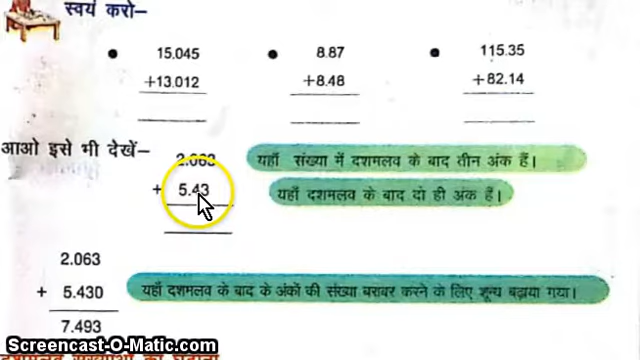 स्वयं करो–
15.045 8.87 115.35
+13.012 +8.48 +82.14
आओ इसे भी देखें–
2.063 यहाँ संख्या में दशमलव के बाद तीन अंक हैं।
+ 5.43 यहाँ दशमलव के बाद दो ही अंक हैं।
2.063
+ 5.430 यहाँ दशमलव के बाद के अंकों की संख्या बराबर करने के लिए शून्य बढ़ाया गया।
7.493
दशमलव संख्याओं का घटाना
Screencast-O-Matic.com